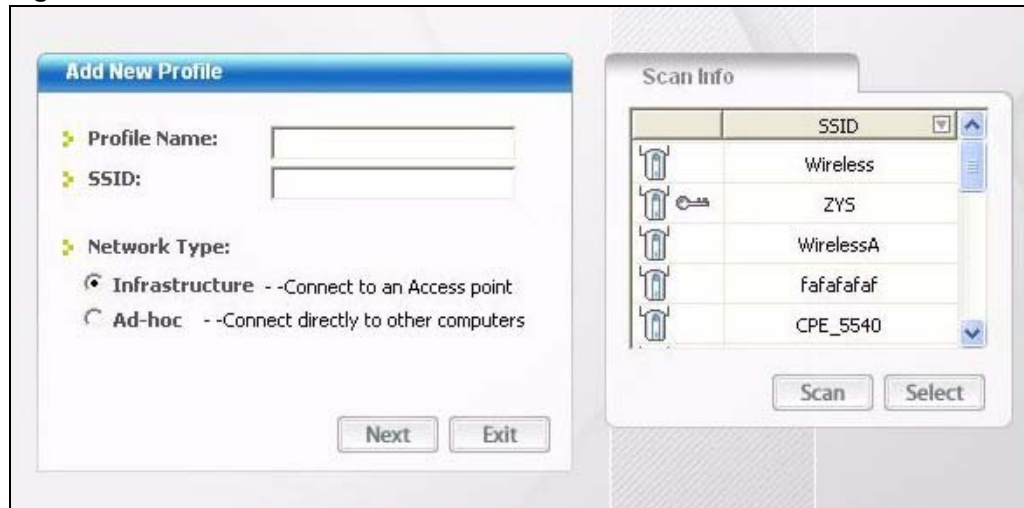 Add New Profile
Profile Name:
SSID:
Network Type:
Infrastructure - -Connect to an Access point
Ad-hoc - -Connect directly to other computers
Next Exit
Scan Info
SSID
Wireless
ZYS
WirelessA
fafafafaf
CPE_5540
Scan Select